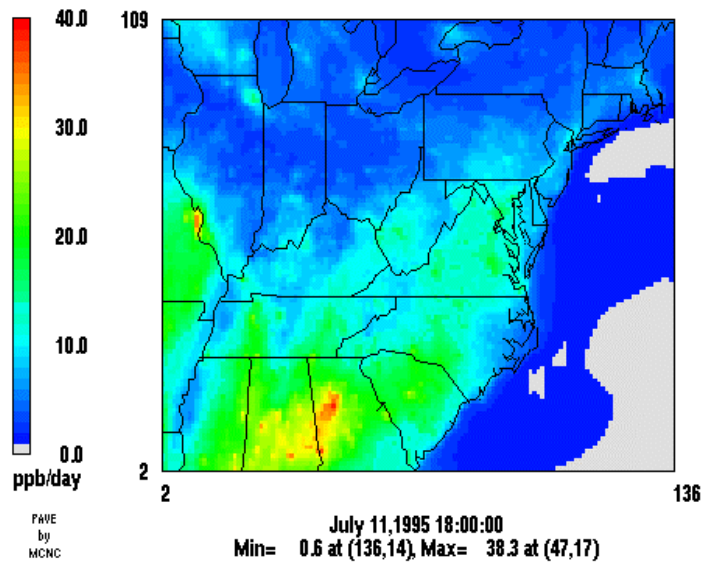 40.0
30.0
20.0
10.0
0.0
ppb/day
PAVE
by
MCNC
109
2
2
136
July 11,1995 18:00:00
Min= 0.6 at (136,14), Max= 38.3 at (47,17)